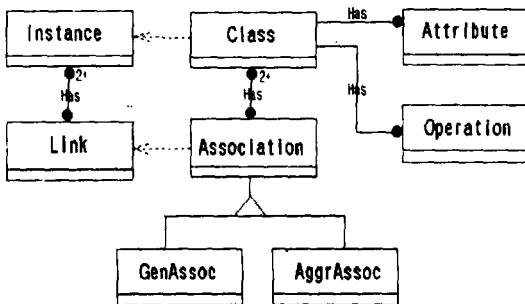 Instance
Class
Has
Attribute
2+
2+
Has
Has
Has
Link
Association
Operation
GenAssoc
AggrAssoc